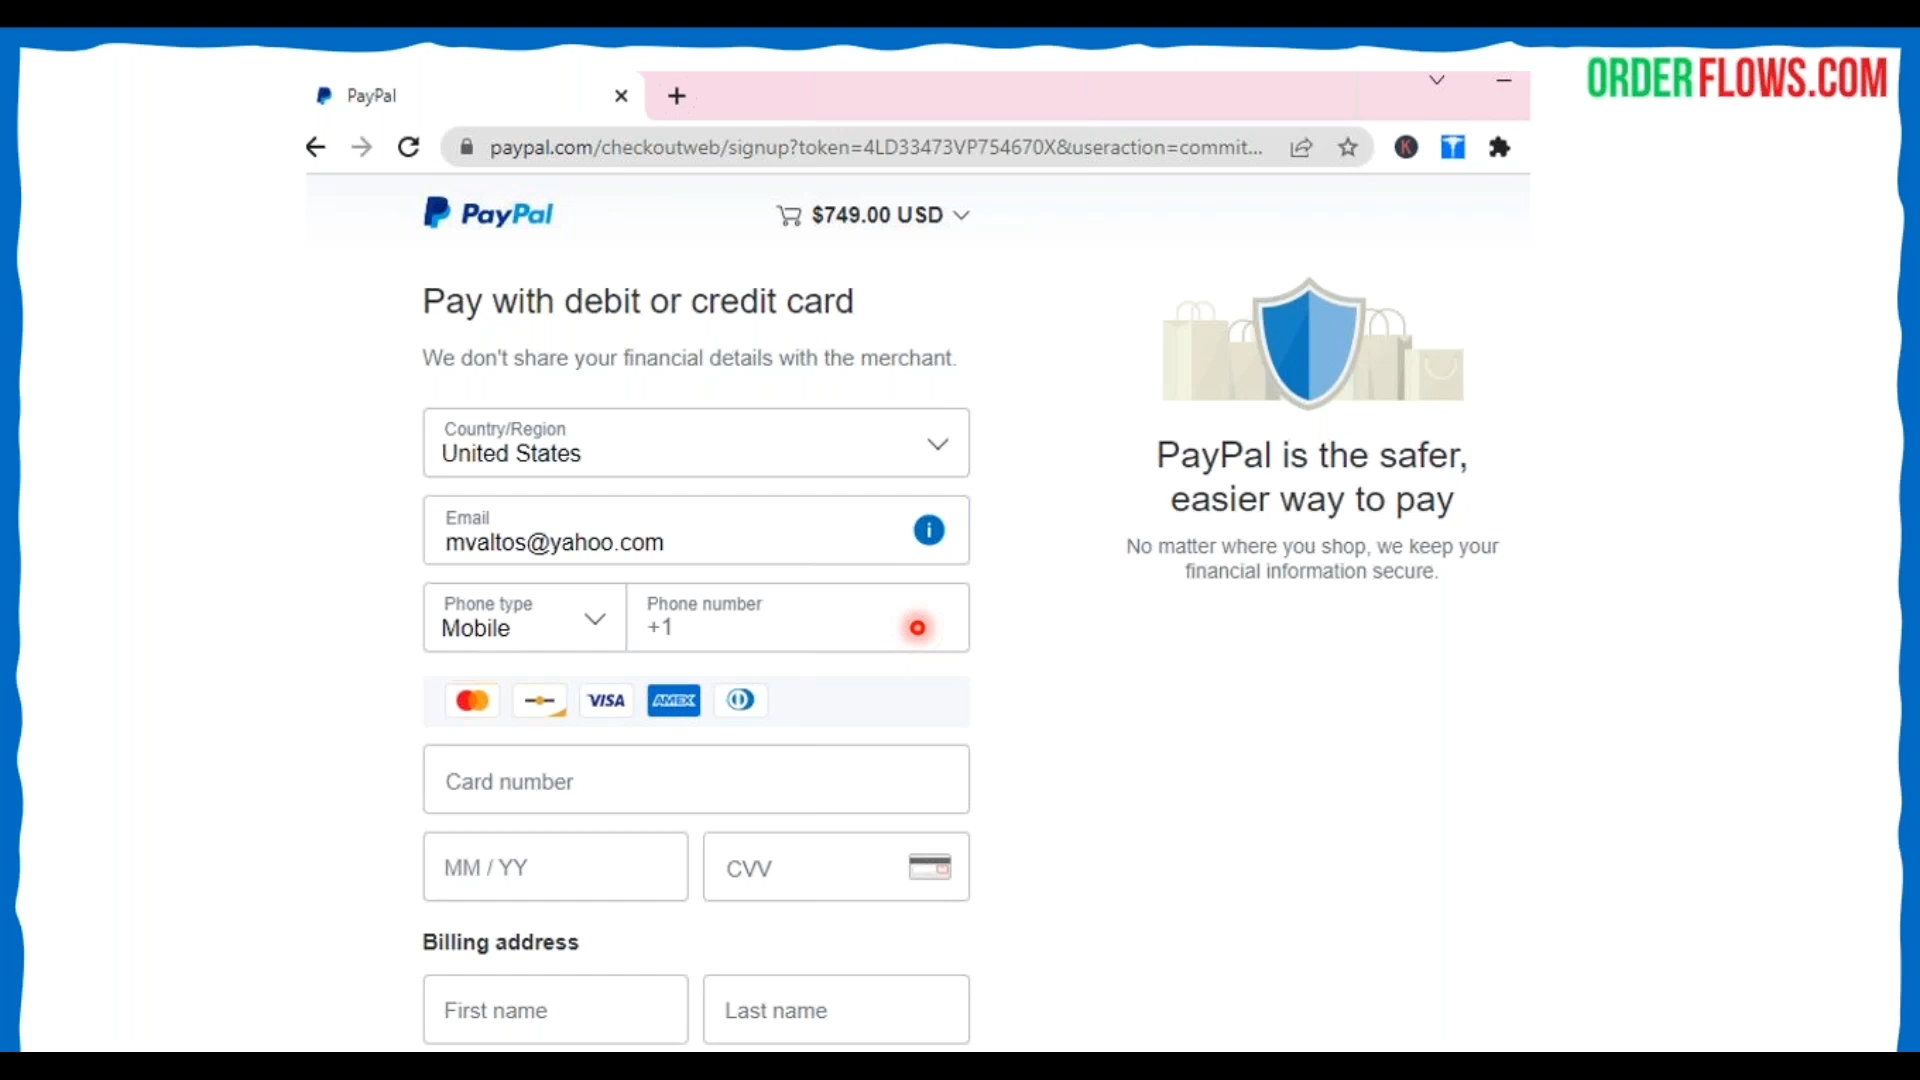 ORDERFLOWS.COM
PayPal
paypal.com/checkoutweb/signup?token=4LD33473VP754670X&useraction=commit...
K
PayPal
$749.00 USD
Pay with debit or credit card
We don't share your financial details with the merchant.
Country/Region
United States
Email
mvaltos@yahoo.com
i
Phone type
Mobile
Phone number
+1
VISA
AMEX
Card number
MM / YY
CVV
Billing address
First name
Last name
PayPal is the safer,
easier way to pay
No matter where you shop, we keep your
financial information secure.